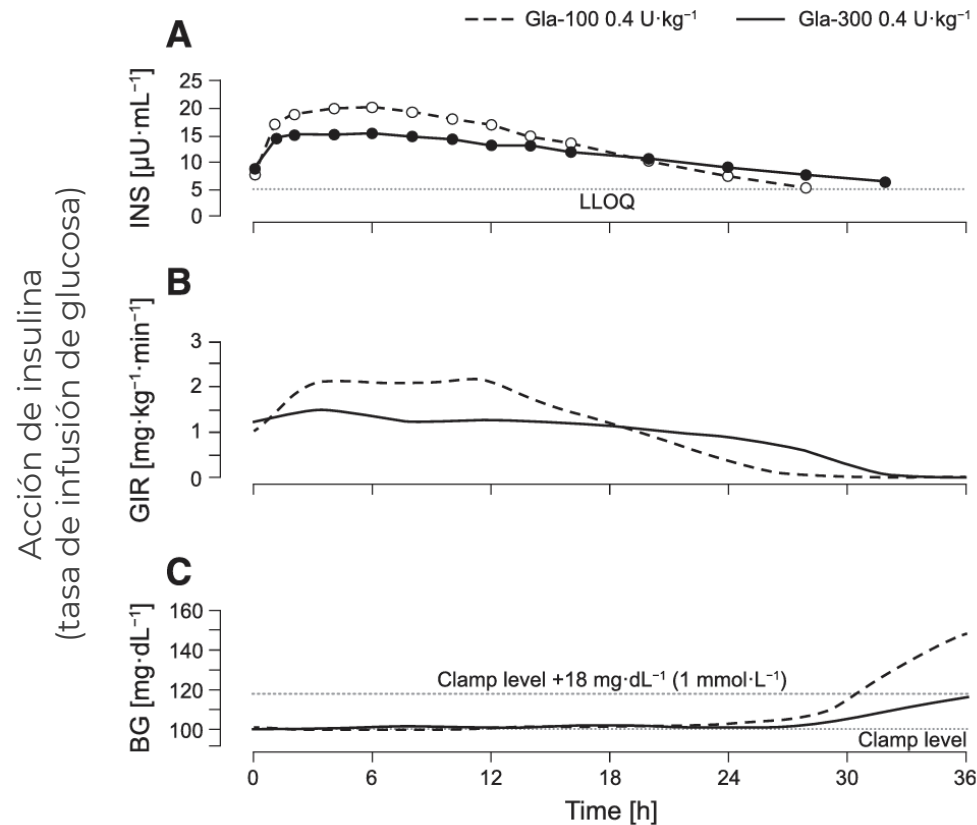 Gla-100 0.4 U·kg⁻¹ Gla-300 0.4 U·kg⁻¹
A
25
20
15
10
5
0
INS [µU·mL⁻¹]
LLOQ
B
3
2
1
0
GIR [mg·kg⁻¹·min⁻¹]
Acción de insulina
(tasa de infusión de glucosa)
C
160
140
120
100
BG [mg·dL⁻¹]
Clamp level +18 mg·dL⁻¹ (1 mmol·L⁻¹)
Clamp level
0 6 12 18 24 30 36
Time [h]